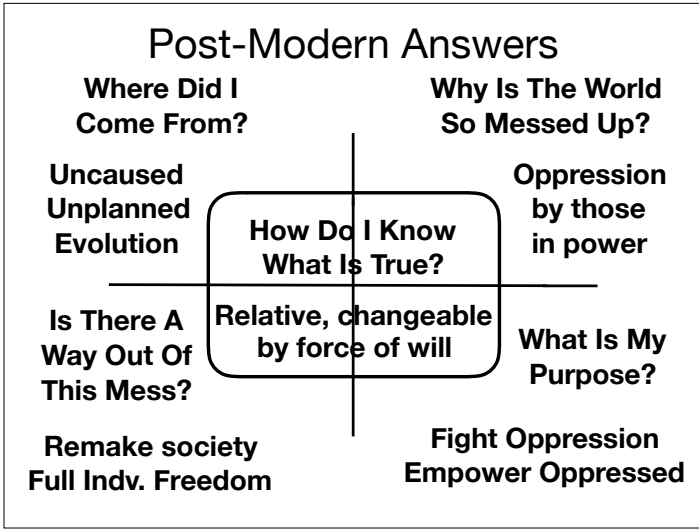 Post-Modern Answers
Where Did I
Come From?
Uncaused
Unplanned
Evolution
Why Is The World
So Messed Up?
Oppression
by those
in power
How Do I Know
What Is True?
Relative, changeable
by force of will
Is There A
Way Out Of
This Mess?
Remake society
Full Indv. Freedom
What Is My
Purpose?
Fight Oppression
Empower Oppressed